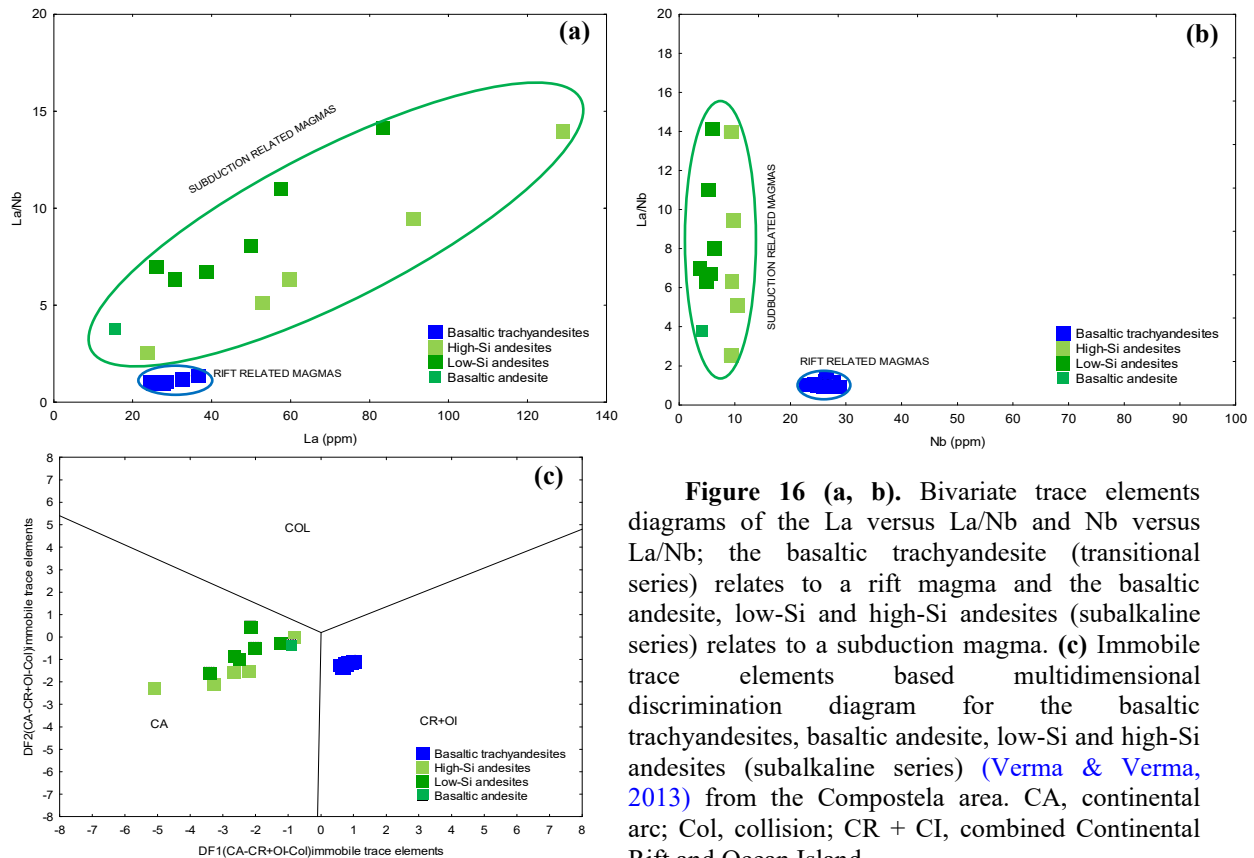 20
(a)
15
SUBDUCTION RELATED MAGMAS
La/Nb
10
5
Basaltic trachyandesites
High-Si andesites
Low-Si andesites
Basaltic andesite
RIFT RELATED MAGMAS
0
0 20 40 60 80 100 120 140
La (ppm)
20
(b)
18
16
14
12
SUDBUCTION RELATED MAGMAS
La/Nb
10
8
6
4
Basaltic trachyandesites
High-Si andesites
Low-Si andesites
Basaltic andesite
RIFT RELATED MAGMAS
2
0
0 10 20 30 40 50 60 70 80 90 100
Nb (ppm)
8
(c)
7
6
5
COL
4
3
2
1
0
-1
-2
-3
-4
-5
-6
-7
-8
DF2(CA-CR+OI-Col)immobile trace elements
CA
CR+OI
Basaltic trachyandesites
High-Si andesites
Low-Si andesites
Basaltic andesite
-8 -7 -6 -5 -4 -3 -2 -1 0 1 2 3 4 5 6 7 8
DF1(CA-CR+OI-Col)immobile trace elements
Figure 16 (a, b). Bivariate trace elements
diagrams of the La versus La/Nb and Nb versus
La/Nb; the basaltic trachyandesite (transitional
series) relates to a rift magma and the basaltic
andesite, low-Si and high-Si andesites (subalkaline
series) relates to a subduction magma. (c) Immobile
trace elements based multidimensional
discrimination diagram for the basaltic
trachyandesites, basaltic andesite, low-Si and high-Si
andesites (subalkaline series) (Verma & Verma,
2013) from the Compostela area. CA, continental
arc; Col, collision; CR + CI, combined Continental
Rift and Ocean Island